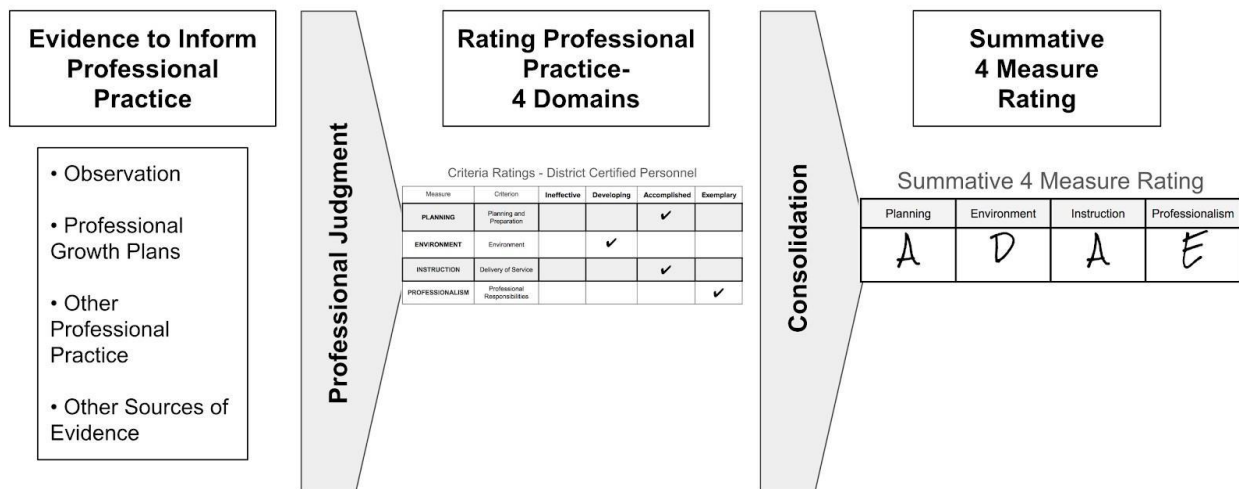 Evidence to Inform
Professional
Practice
• Observation
• Professional
Growth Plans
• Other
Professional
Practice
• Other Sources of
Evidence
Professional Judgment
Rating Professional
Practice-
4 Domains
Criteria Ratings - District Certified Personnel
Measure Criterion Ineffective Developing Accomplished Exemplary
PLANNING Planning and
Preparation ✓
ENVIRONMENT Environment ✓
INSTRUCTION Delivery of Service ✓
PROFESSIONALISM Professional
Responsibilities ✓
Consolidation
Summative
4 Measure
Rating
Summative 4 Measure Rating
Planning Environment Instruction Professionalism
A D A E